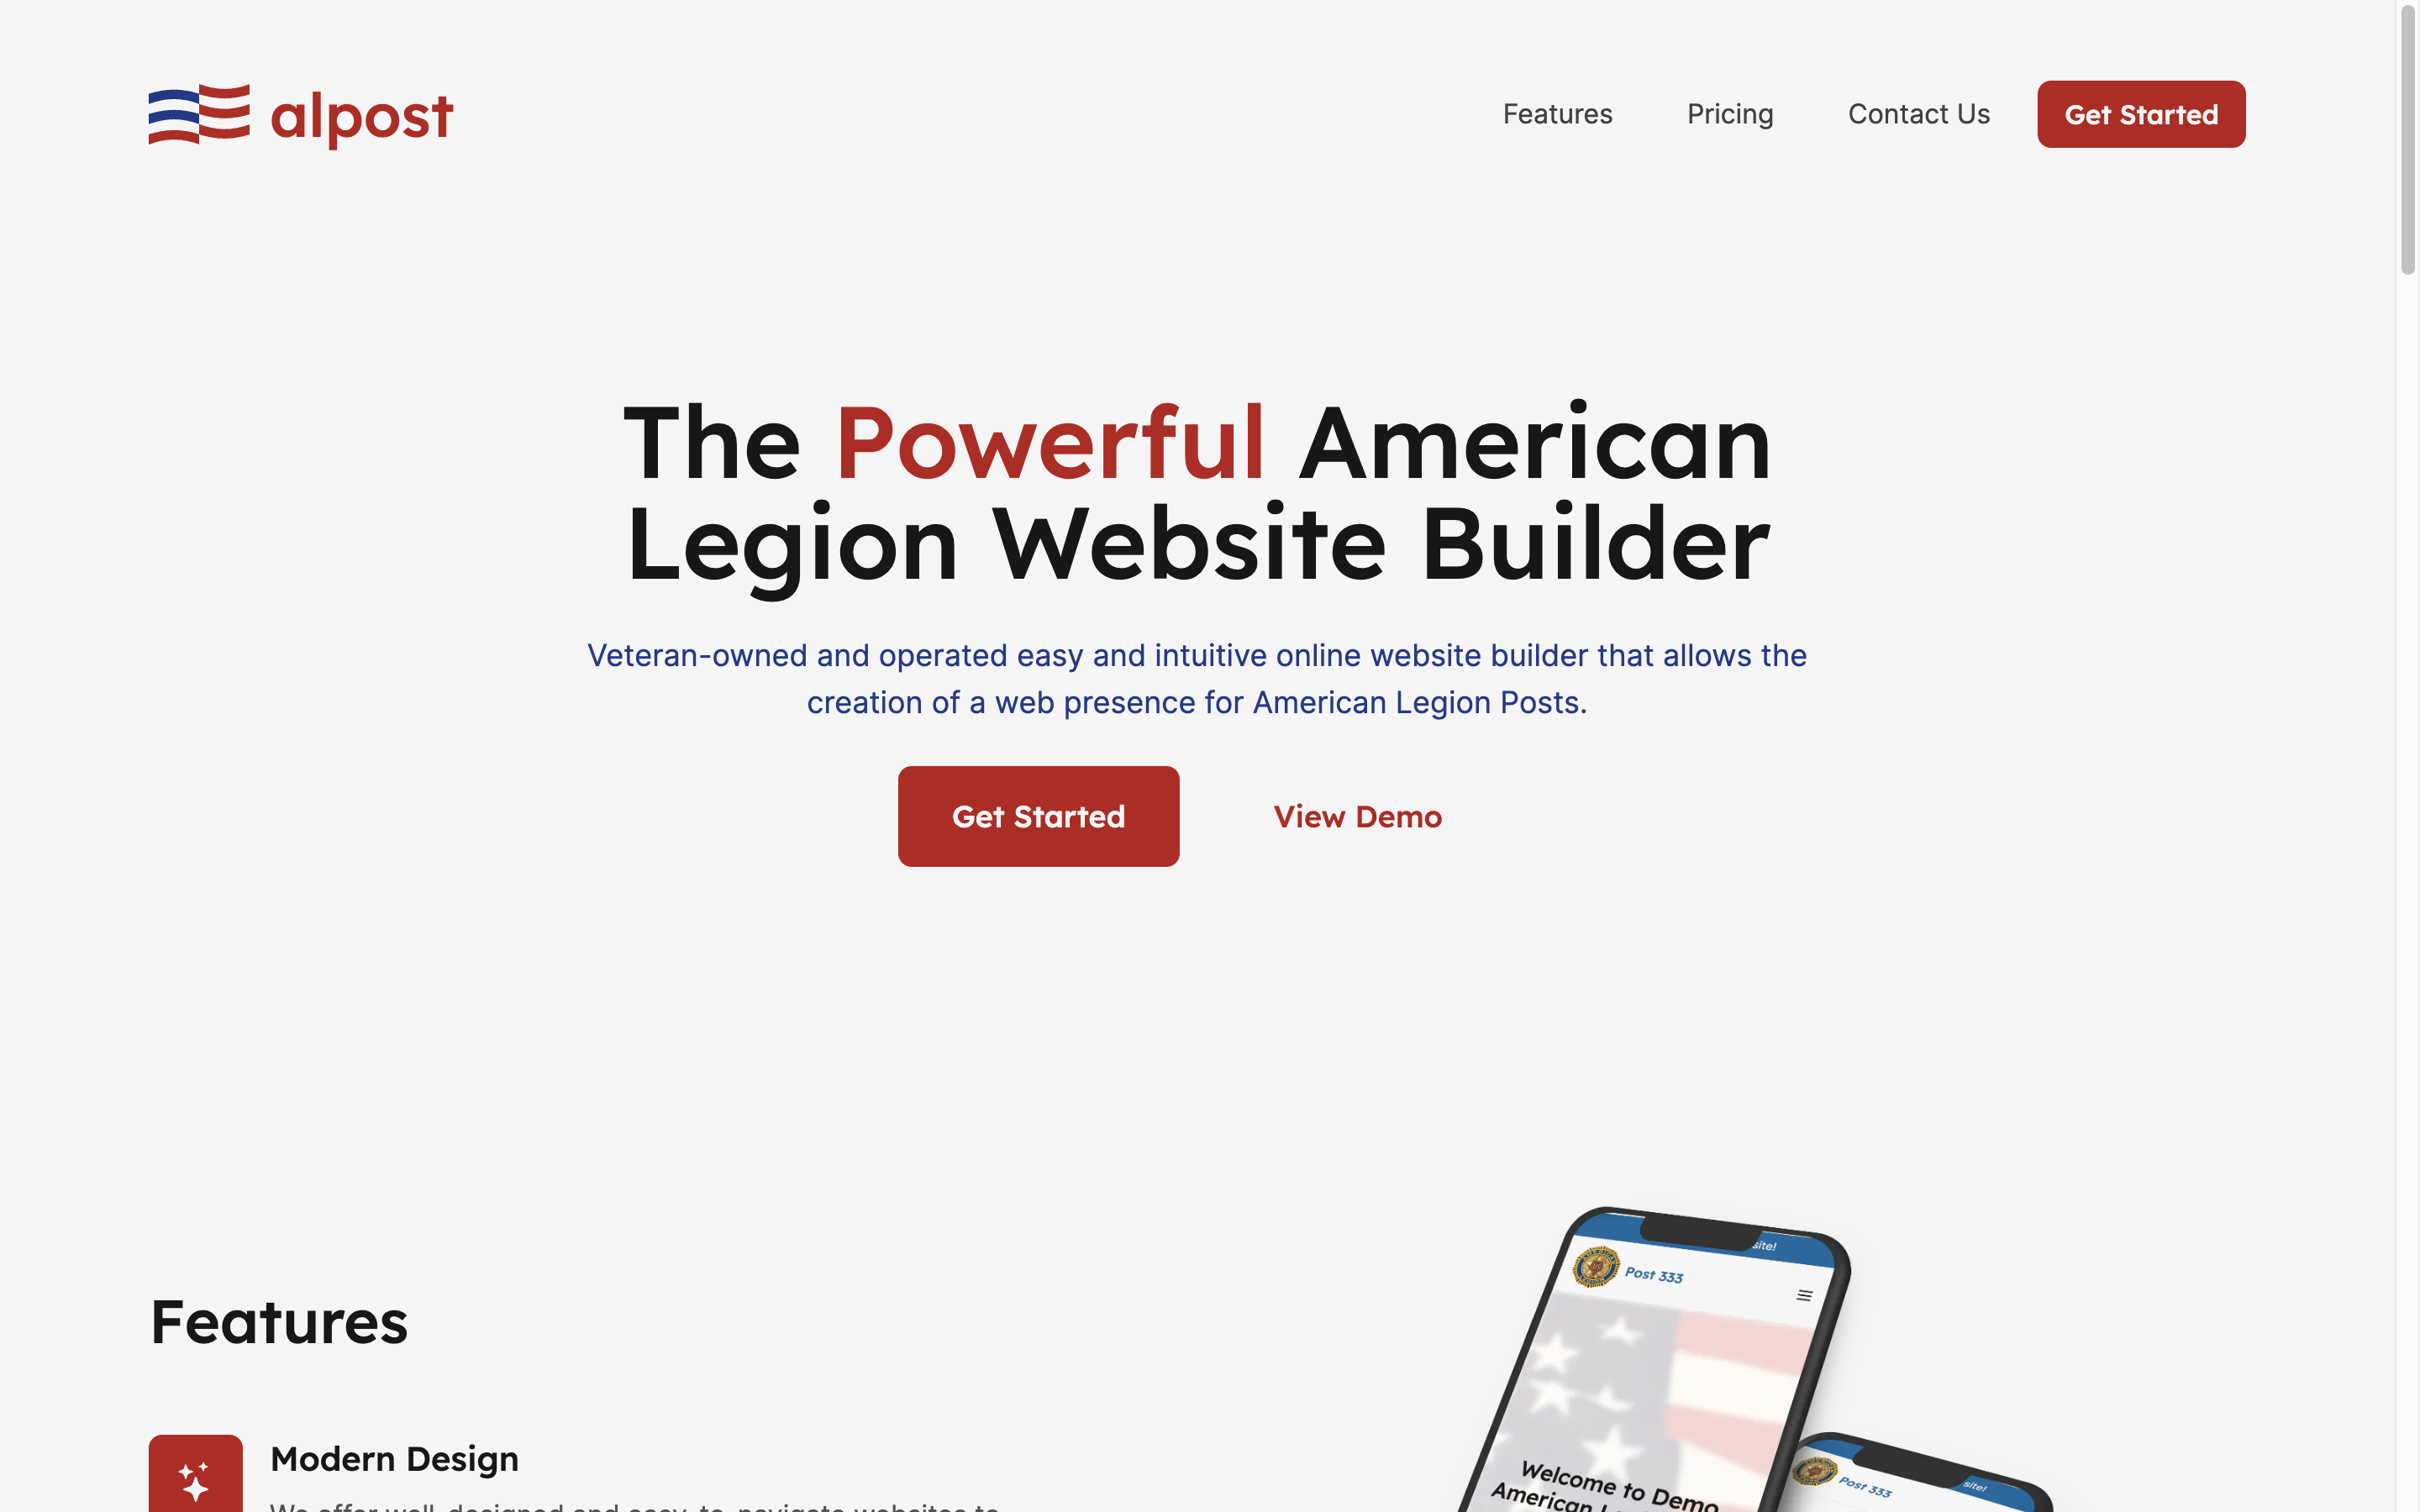 alpost
Features
Pricing
Contact Us
Get Started
The Powerful American
Legion Website Builder
Veteran-owned and operated easy and intuitive online website builder that allows the
creation of a web presence for American Legion Posts.
Get Started
View Demo
site!
Post 333
Features
Modern Design
We offer well-designed and easy-to-navigate websites to
Welcome to Demo
American
site!
Post 333